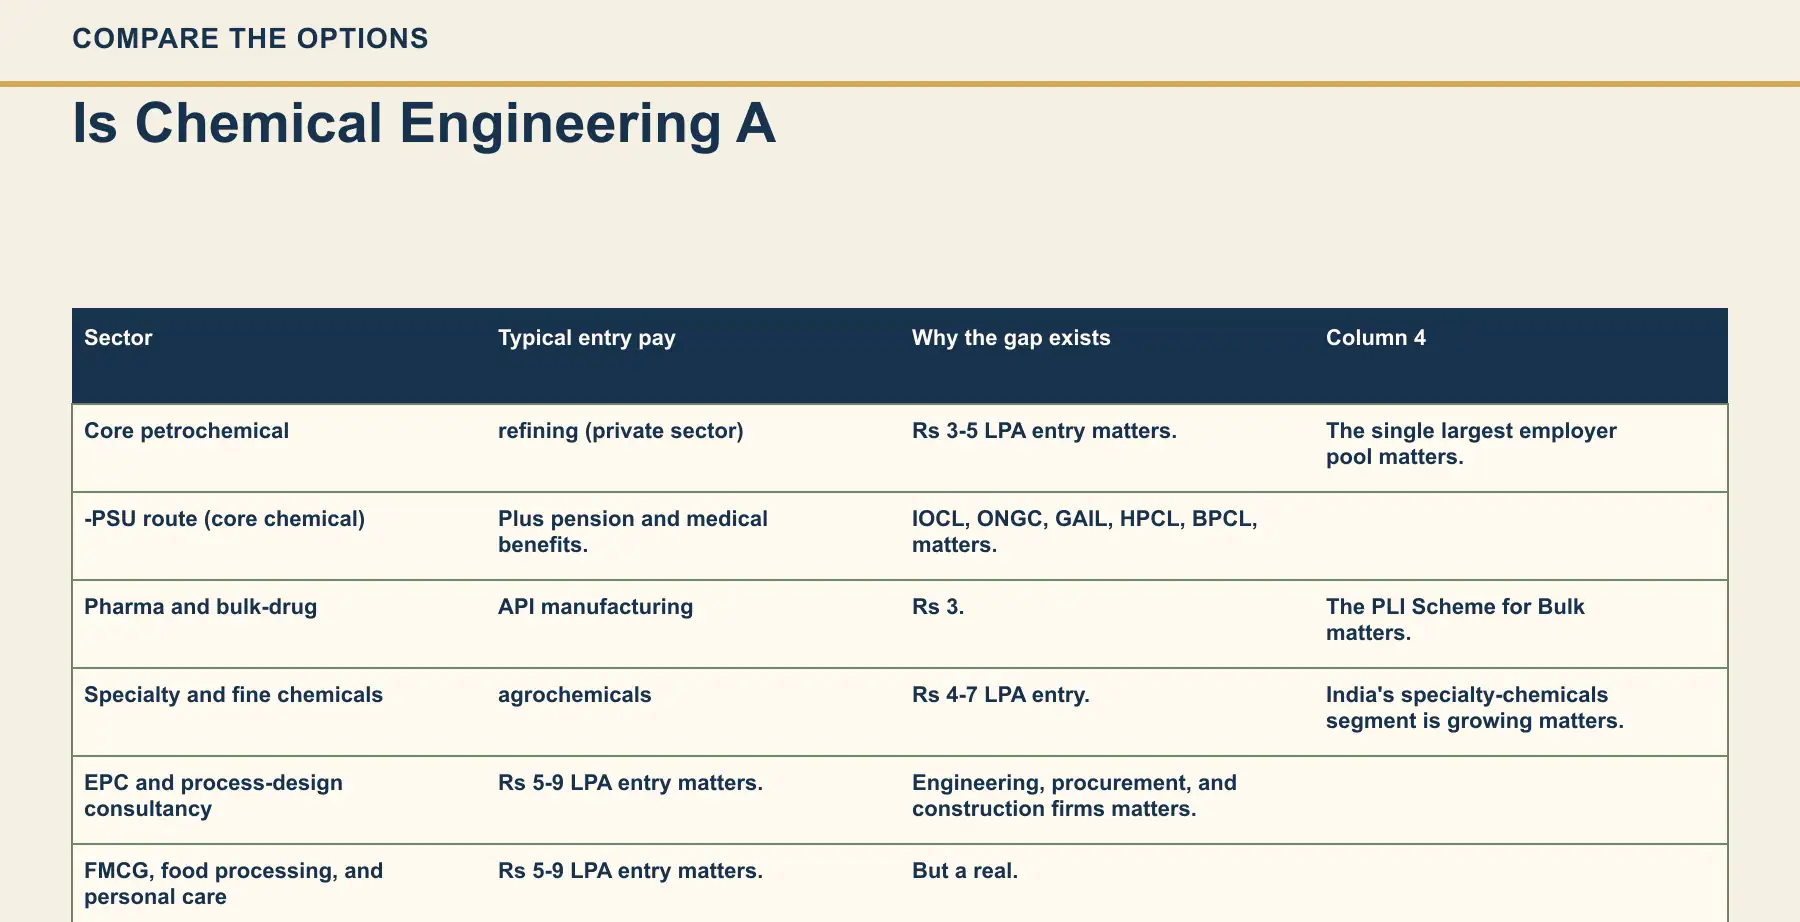 COMPARE THE OPTIONS
Is Chemical Engineering A
Sector Typical entry pay Why the gap exists Column 4
Core petrochemical refining (private sector) Rs 3-5 LPA entry matters. The single largest employer
pool matters.
-PSU route (core chemical) Plus pension and medical IOCL, ONGC, GAIL, HPCL, BPCL,
benefits. matters.
Pharma and bulk-drug API manufacturing Rs 3. The PLI Scheme for Bulk
matters.
Specialty and fine chemicals agrochemicals Rs 4-7 LPA entry. India's specialty-chemicals
segment is growing matters.
EPC and process-design Rs 5-9 LPA entry matters. Engineering, procurement, and
consultancy construction firms matters.
FMCG, food processing, and Rs 5-9 LPA entry matters. But a real.
personal care